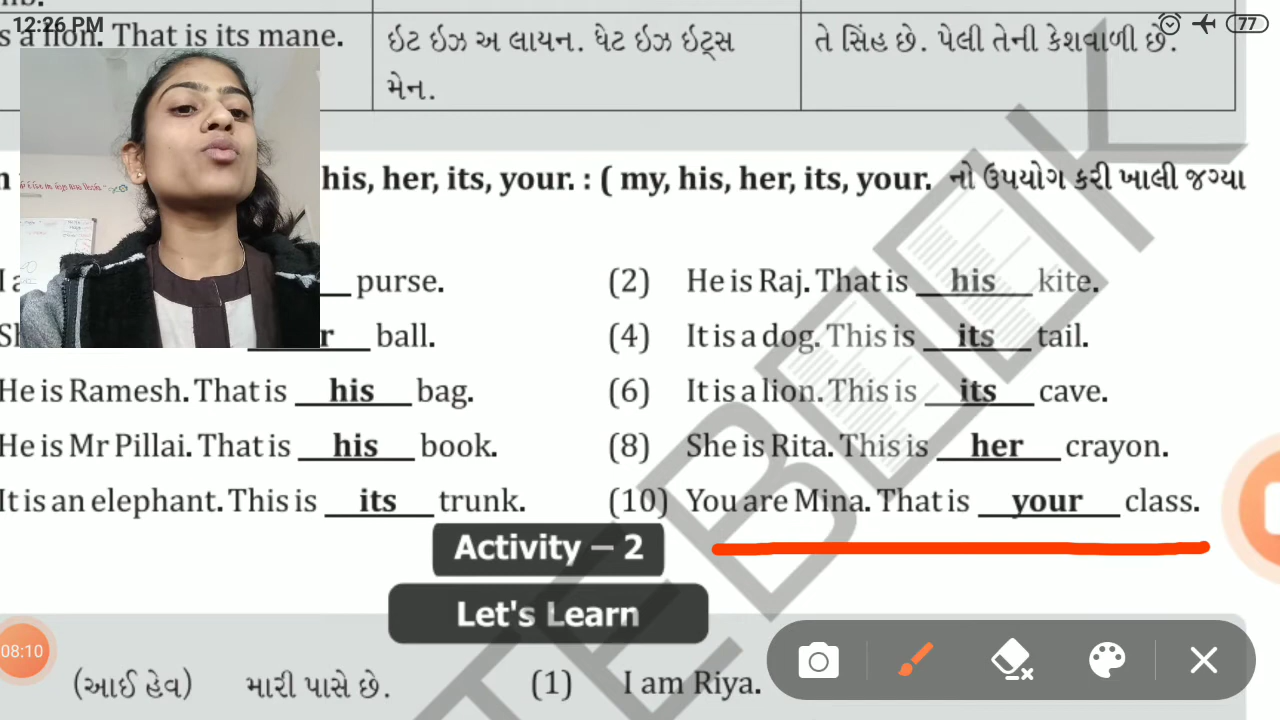 12:26 PM
77
s a lion. That is its mane.
ઇટ ઇઝ અ લાયન. ધેટ ઇઝ ઇટ્સ મેન.
તે સિંહ છે. પેલી તેની કેશવાળી છે.
his, her, its, your. : ( my, his, her, its, your. નો ઉપયોગ કરી ખાલી જગ્યા
purse.
(2) He is Raj. That is his kite.
ball.
(4) It is a dog. This is its tail.
He is Ramesh. That is his bag.
(6) It is a lion. This is its cave.
He is Mr Pillai. That is his book.
(8) She is Rita. This is her crayon.
It is an elephant. This is its trunk.
(10) You are Mina. That is your class.
Activity – 2
Let's Learn
08:10
(આઈ હેવ) મારી પાસે છે. (1) I am Riya.